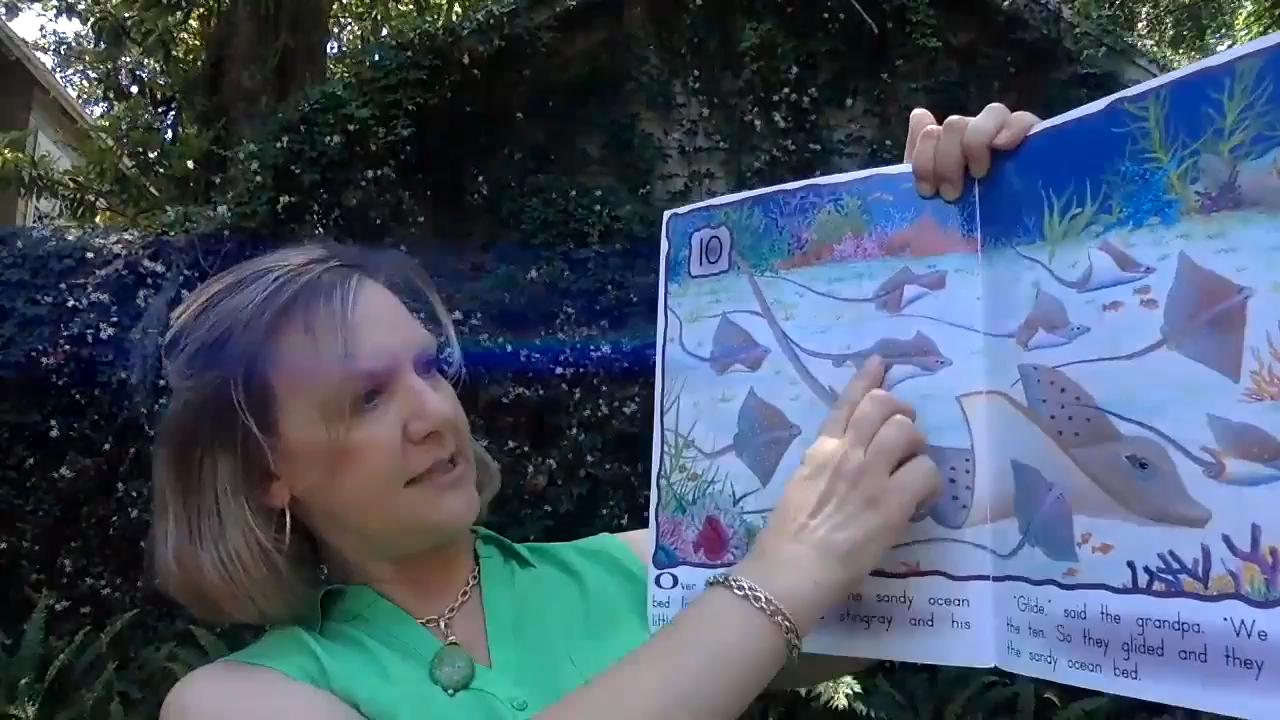 10
Over
bed
sandy ocean
stingray and his
"Glide," said the grandpa. "We
the ten. So they glided and they
the sandy ocean bed.